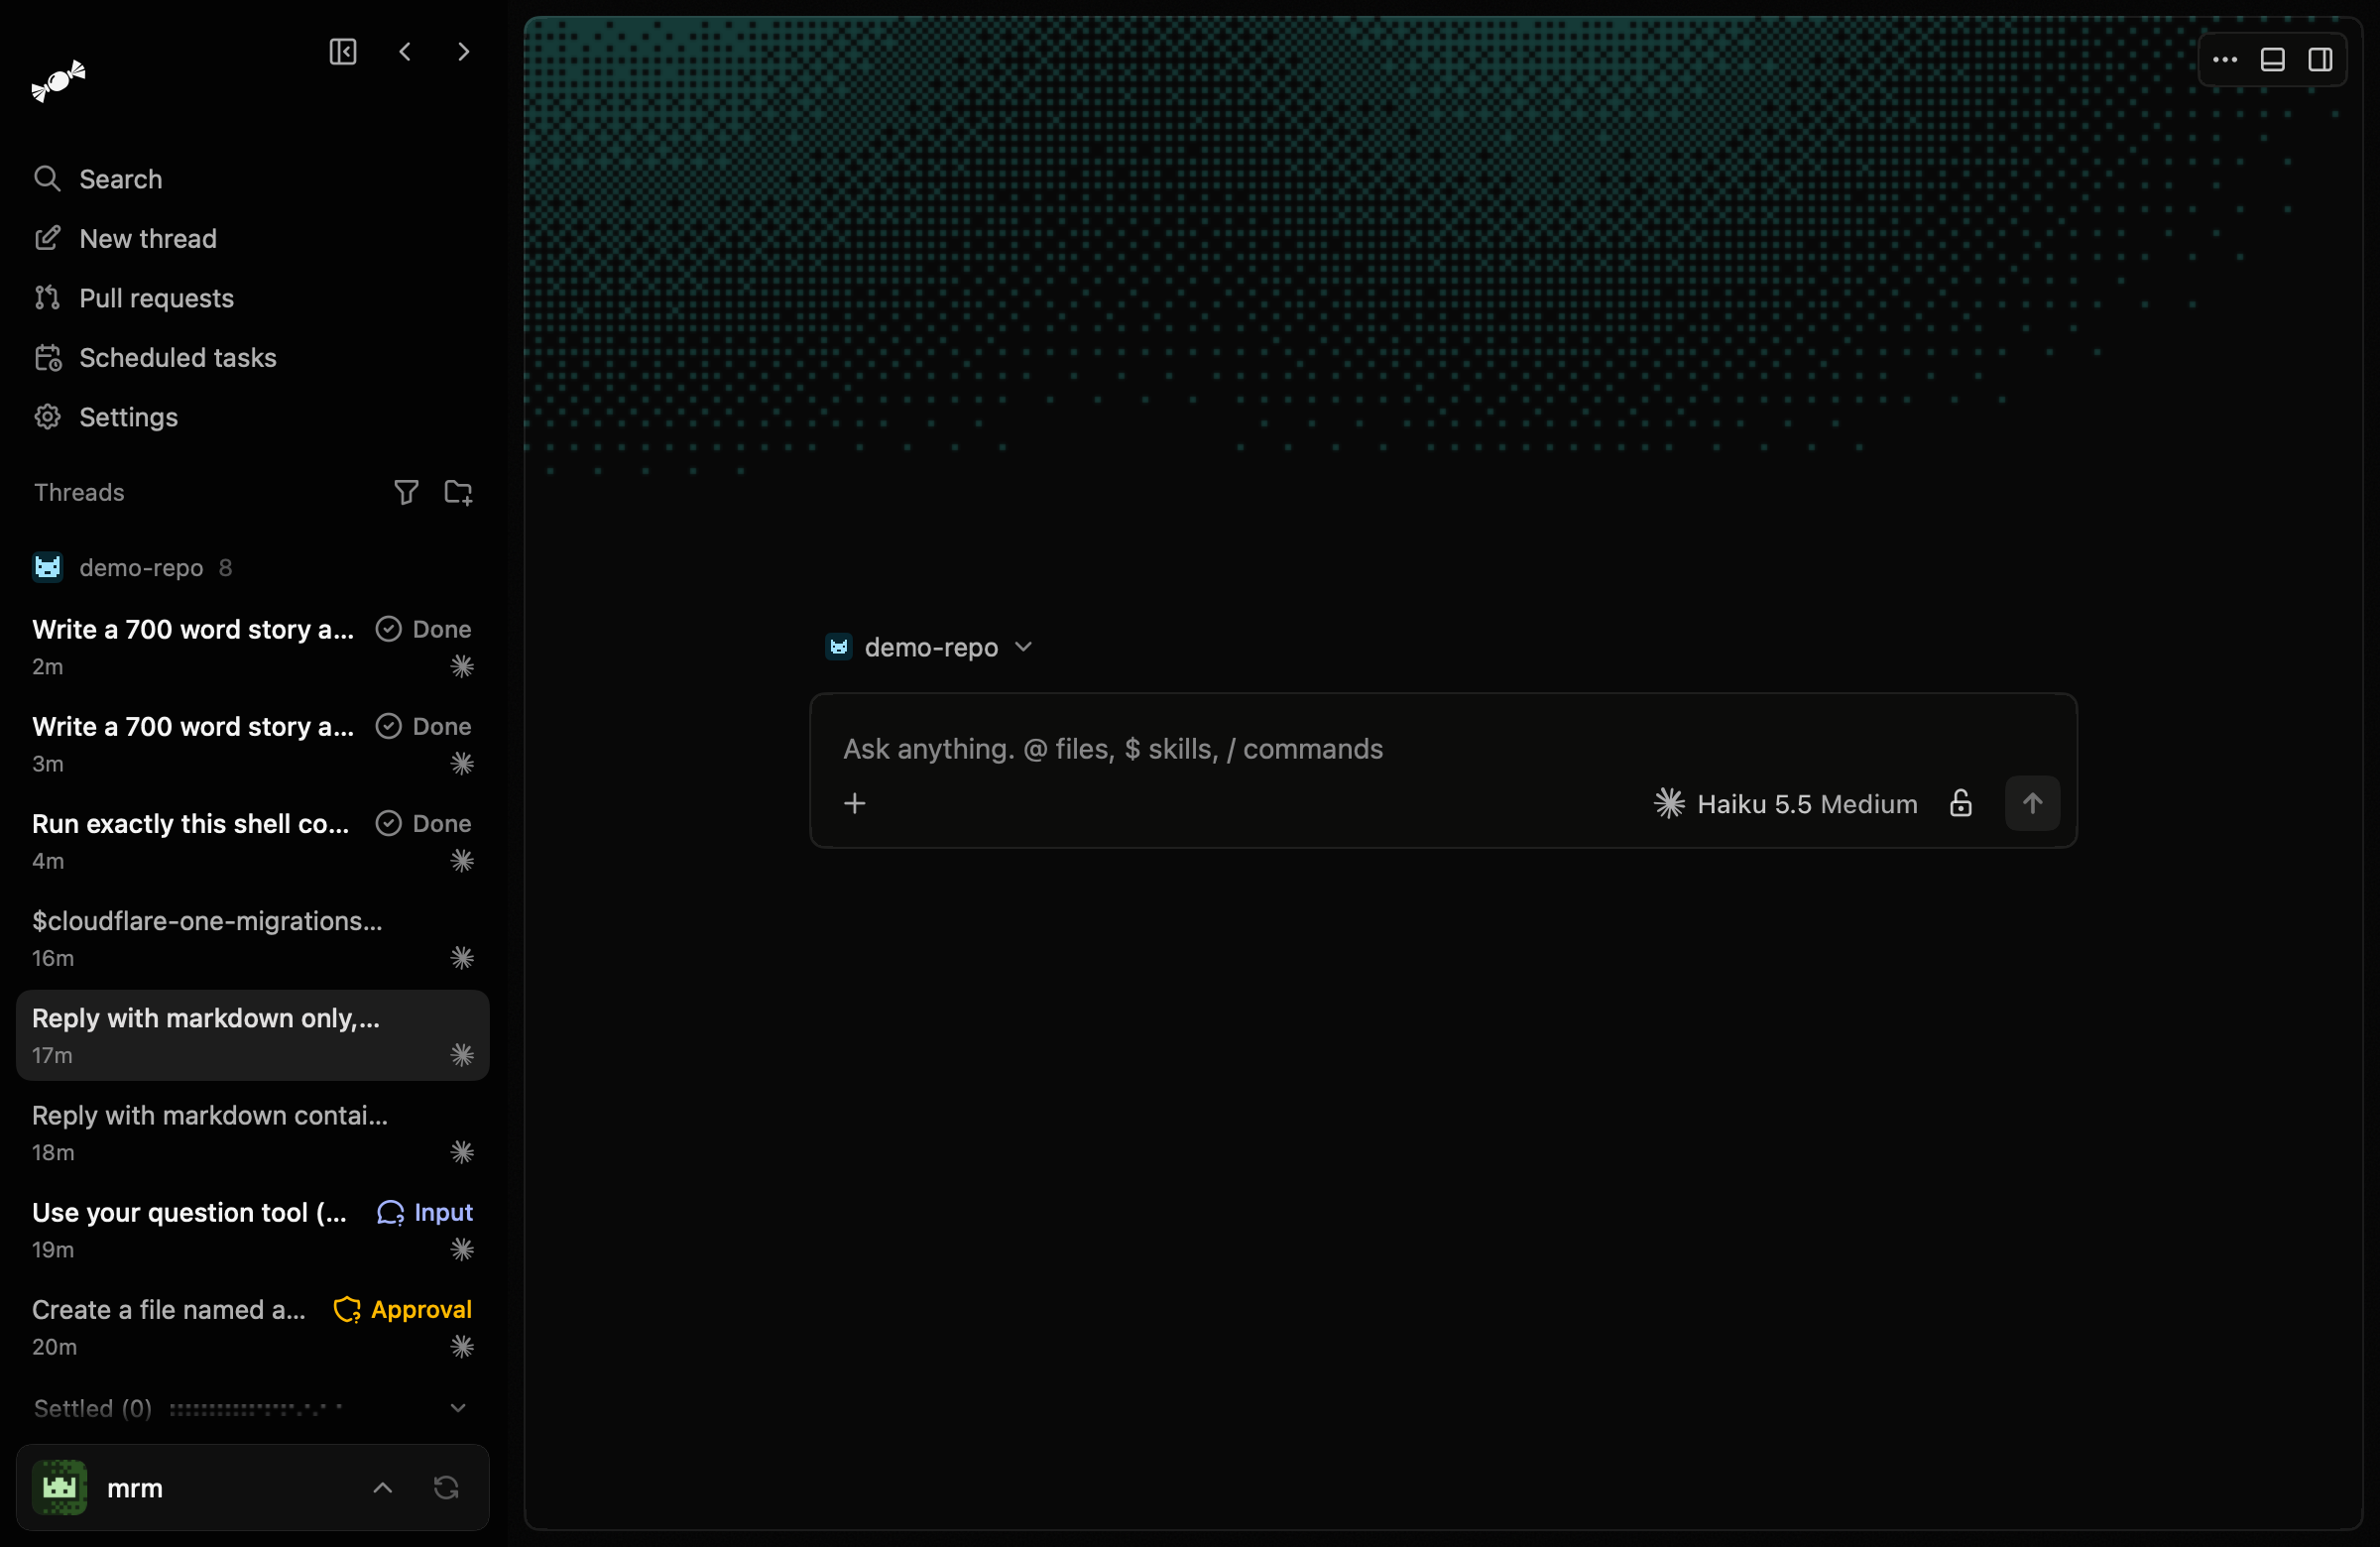 Search
New thread
Pull requests
Scheduled tasks
Settings
Threads
demo-repo 8
Write a 700 word story a... Done
2m
Write a 700 word story a... Done
3m
Run exactly this shell co... Done
4m
$cloudflare-one-migrations...
16m
Reply with markdown only,...
17m
Reply with markdown contai...
18m
Use your question tool (... Input
19m
Create a file named a... Approval
20m
Settled (0)
mrm
demo-repo
Ask anything. @ files, $ skills, / commands
Haiku 5.5 Medium